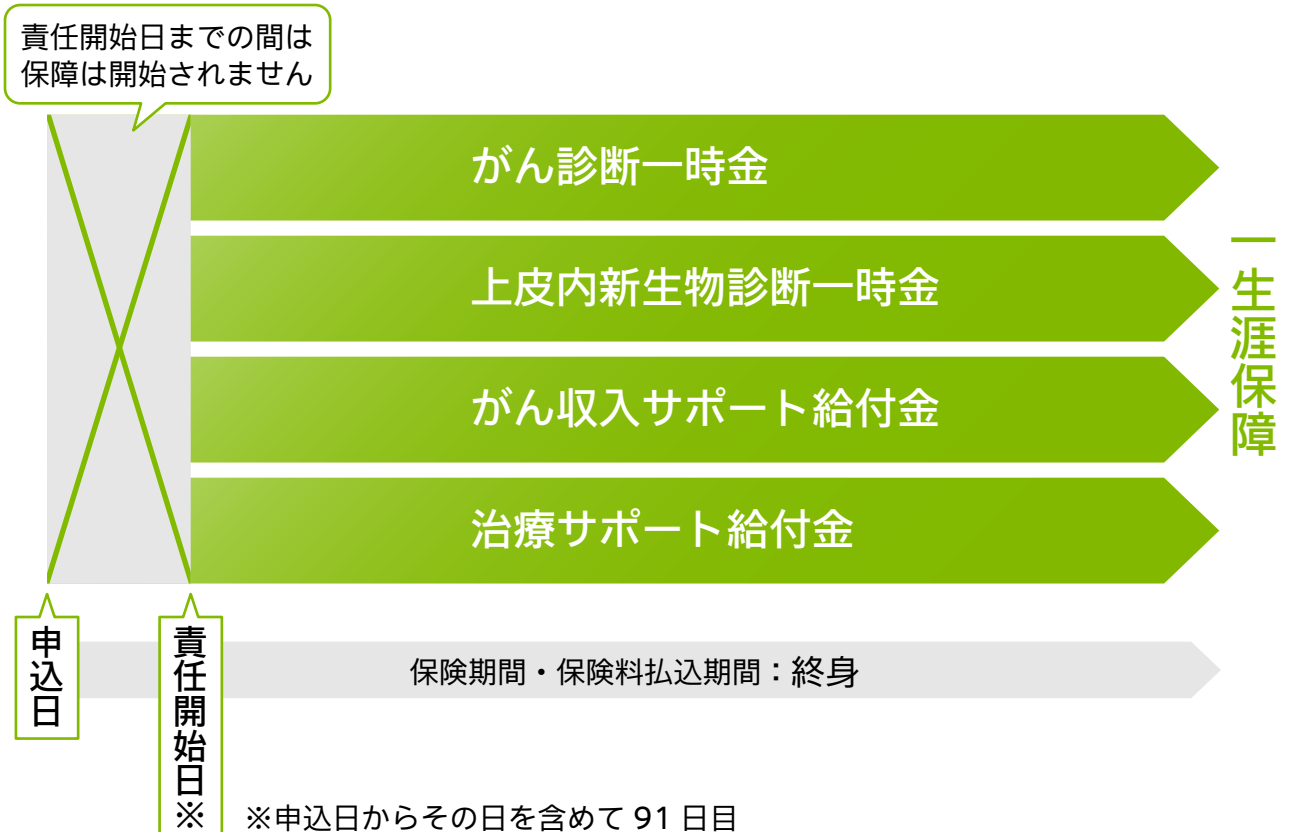 責任開始日までの間は
保障は開始されません
がん診断一時金
上皮内新生物診断一時金
がん収入サポート給付金
治療サポート給付金
一生涯保障
申込日
責任開始日※
保険期間・保険料払込期間：終身
※申込日からその日を含めて 91 日目